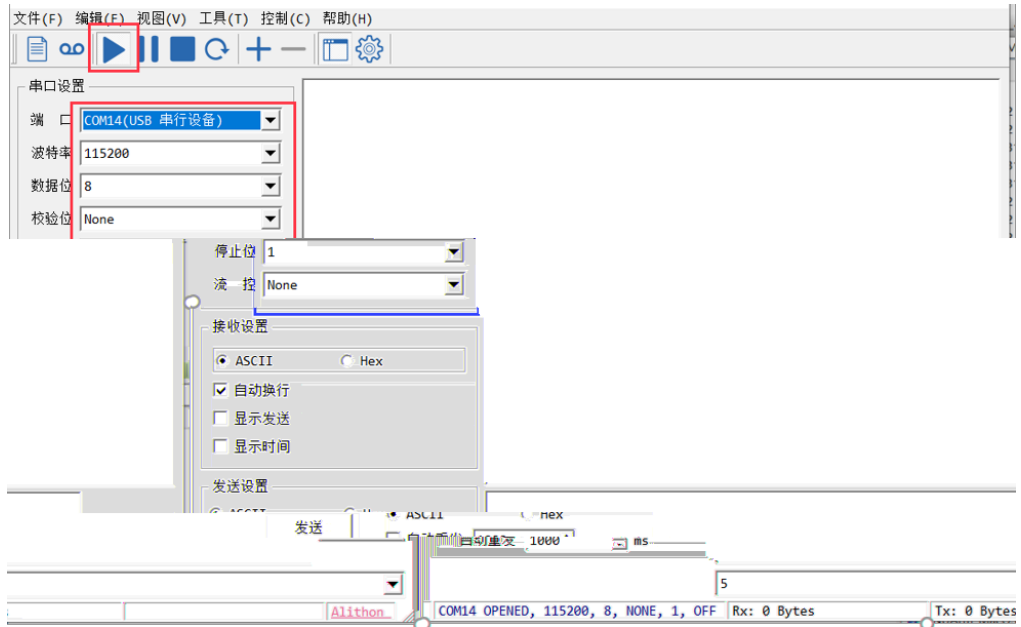 文件(F) 编辑(E) 视图(V) 工具(T) 控制(C) 帮助(H)
串口设置
端 口 COM14(USB 串行设备)
波特率 115200
数据位 8
校验位 None
停止位 1
流 控 None
接收设置
ASCII Hex
自动换行
显示发送
显示时间
发送设置
ASCII Hex
发送
自动重发 1000 ms
5
Alithon COM14 OPENED, 115200, 8, NONE, 1, OFF Rx: 0 Bytes Tx: 0 Bytes